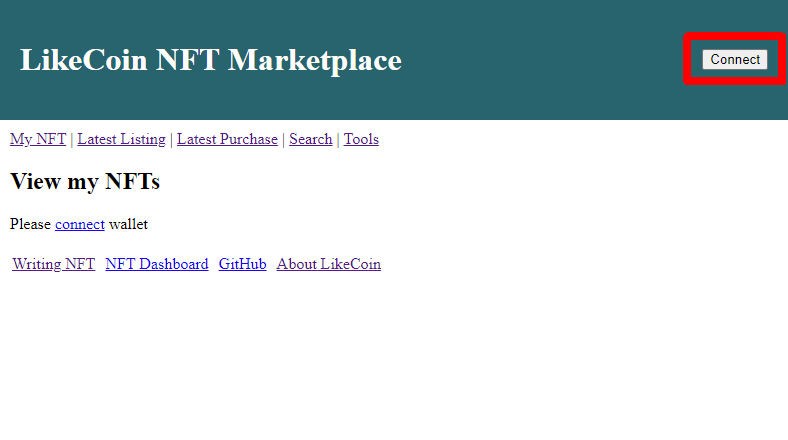 LikeCoin NFT Marketplace
Connect
My NFT | Latest Listing | Latest Purchase | Search | Tools
View my NFTs
Please connect wallet
Writing NFT NFT Dashboard GitHub About LikeCoin